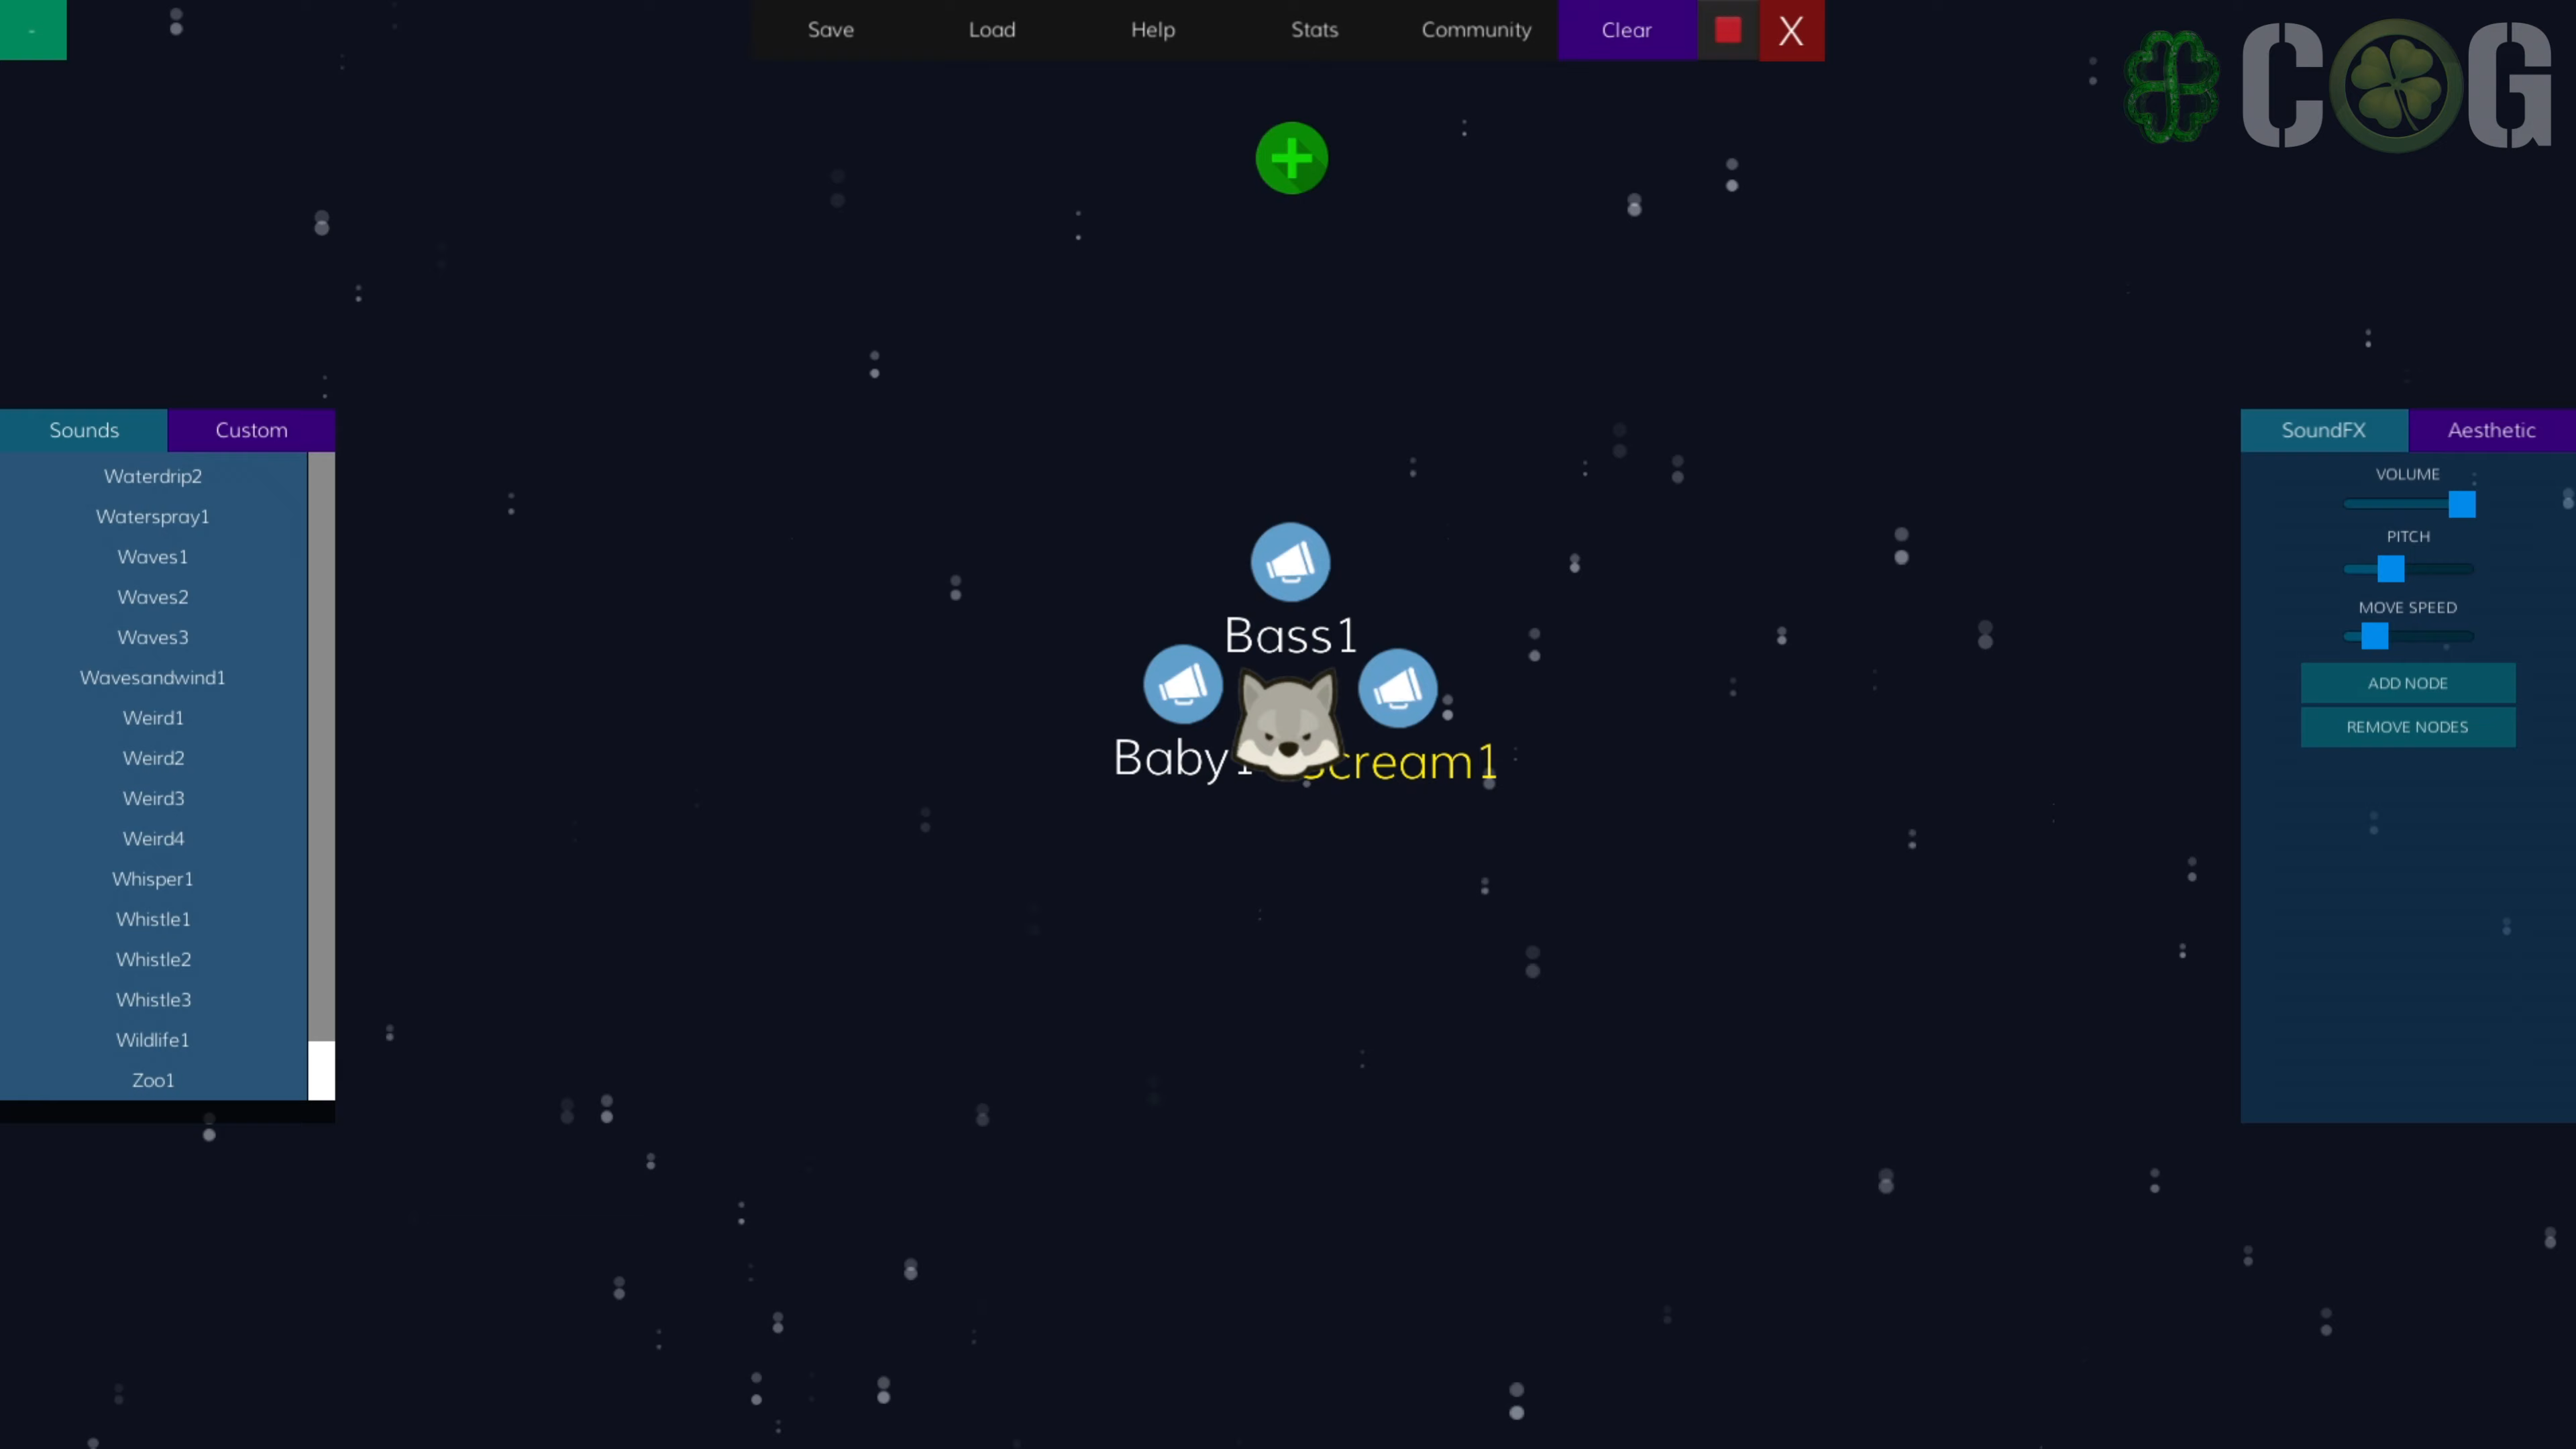 -
Save
Load
Help
Stats
Community
Clear
X
COG
Sounds
Custom
Waterdrip2
Waterspray1
Waves1
Waves2
Waves3
Wavesandwind1
Weird1
Weird2
Weird3
Weird4
Whisper1
Whistle1
Whistle2
Whistle3
Wildlife1
Zoo1
Bass1
Baby1
Scream1
SoundFX
Aesthetic
VOLUME
PITCH
MOVE SPEED
ADD NODE
REMOVE NODES